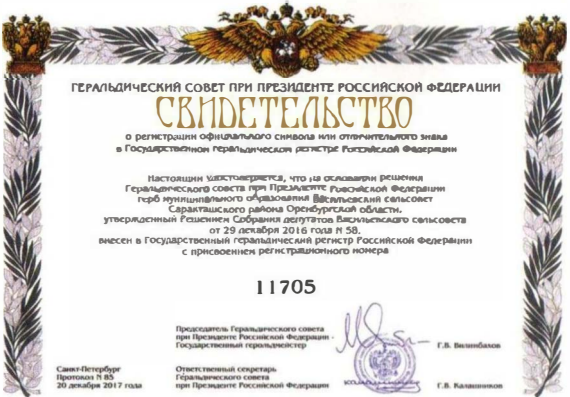 ГЕРАЛЬДИЧЕСКИЙ СОВЕТ ПРИ ПРЕЗИДЕНТЕ РОССИЙСКОЙ ФЕДЕРАЦИИ
СВИДЕТЕЛЬСТВО
о регистрации официального символа или отличительного знака
в Государственном геральдическом регистре Российской Федерации
Настоящим удостоверяется, что на основании решения
Геральдического совета при Президенте Российской Федерации
герб муниципального образования Васильевский сельсовет
Саракташского района Оренбургской области,
утвержденный Решением Собрания депутатов Васильевского сельсовета
от 29 декабря 2016 года N 58,
внесен в Государственный геральдический регистр Российской Федерации
с присвоением регистрационного номера
11705
Председатель Геральдического совета
при Президенте Российской Федерации -
Государственный герольдмейстер
Г.В. Вилинбахов
Санкт-Петербург
Протокол N 85
20 декабря 2017 года
Ответственный секретарь
Геральдического совета
при Президенте Российской Федерации
Г.В. Калашников